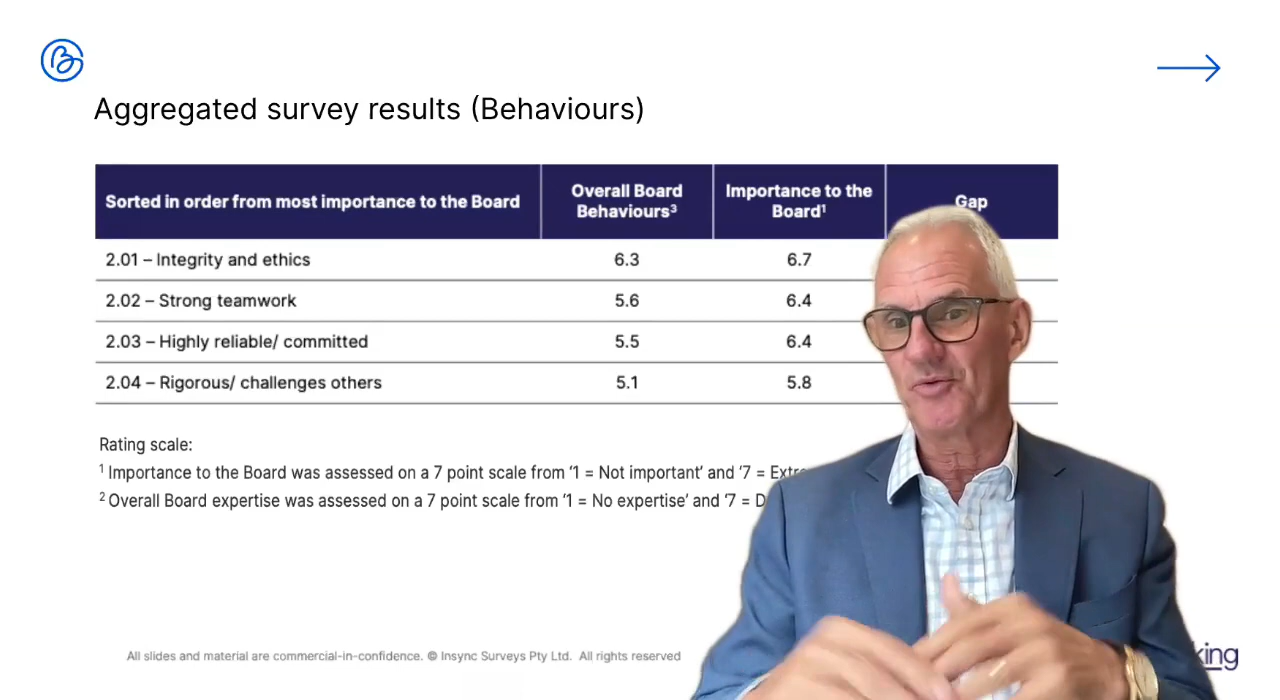 Aggregated survey results (Behaviours)
Sorted in order from most importance to the Board
Overall Board
Behaviours³
Importance to the
Board¹
Gap
2.01 – Integrity and ethics 6.3 6.7
2.02 – Strong teamwork 5.6 6.4
2.03 – Highly reliable/ committed 5.5 6.4
2.04 – Rigorous/ challenges others 5.1 5.8
Rating scale:
¹ Importance to the Board was assessed on a 7 point scale from ‘1 = Not important’ and ‘7 =
² Overall Board expertise was assessed on a 7 point scale from ‘1 = No expertise’ and ‘7 =
All slides and material are commercial-in-confidence. © Insync Surveys Pty Ltd. All rights reserved